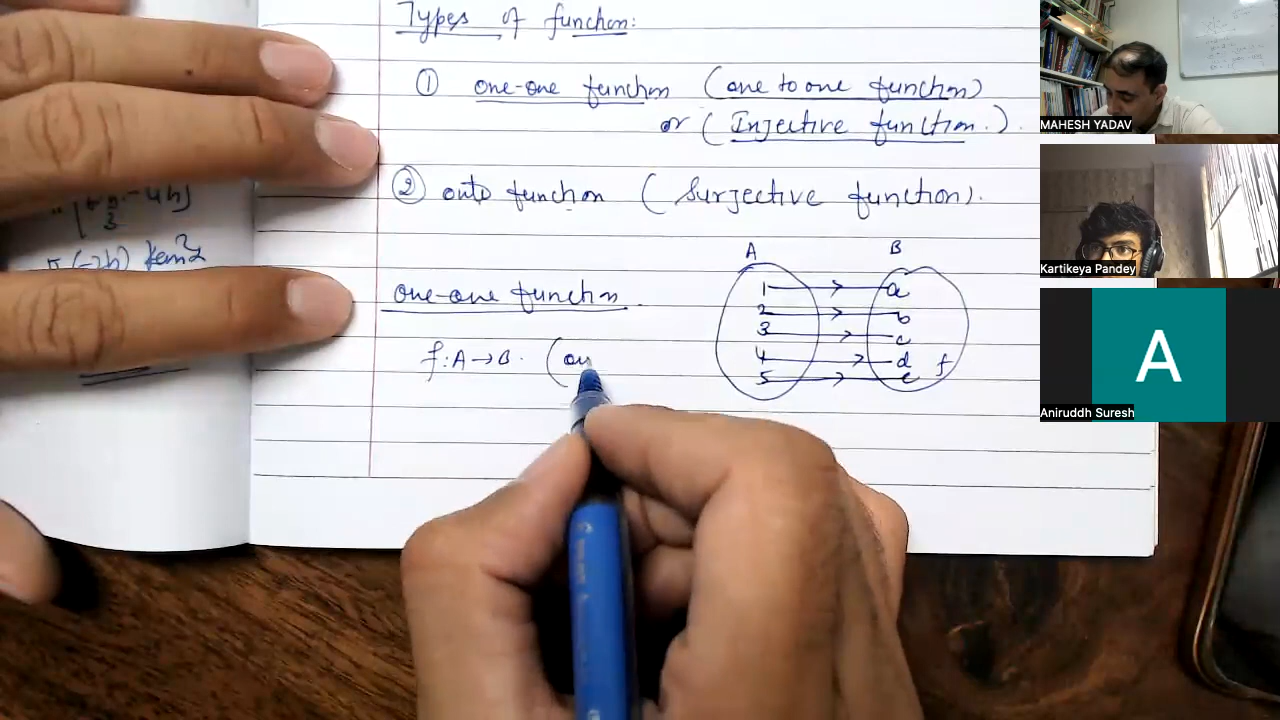 Types of function:
① one-one function (one to one function)
or (Injective function.).
② onto function (Surjective function).
A B
one-one function.
1 a
2 b
3 c
4 d f
5 e
f: A → B. (on
MAHESH YADAV
Kartikeya Pandey
A
Aniruddh Suresh